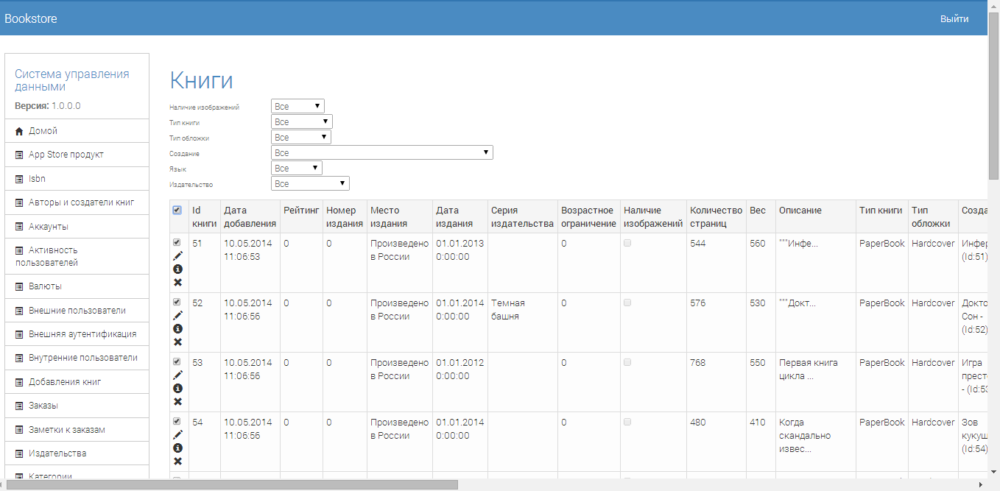 Bookstore
Выйти
Система управления
данными
Версия: 1.0.0.0
Домой
App Store продукт
Isbn
Авторы и создатели книг
Аккаунты
Активность
пользователей
Валюты
Внешние пользователи
Внешняя аутентификация
Внутренние пользователи
Добавления книг
Заказы
Заметки к заказам
Издательства
Категории
Книги
Наличие изображений Все
Тип книги Все
Тип обложки Все
Создание Все
Язык Все
Издательство Все
Id Дата Рейтинг Номер Место Дата Серия Возрастное Наличие Количество Вес Описание Тип книги Тип Созда
книги добавления издания издания издания издательства ограничение изображений страниц обложки
51 10.05.2014 0 0 Произведено 01.01.2013 0 544 560 """Инфе... PaperBook Hardcover Инфер
11:06:53 в России 0:00:00 (Id:51)
52 10.05.2014 0 0 Произведено 01.01.2014 Темная 0 576 530 """Докт... PaperBook Hardcover Докто
11:06:56 в России 0:00:00 башня Сон -
(Id:52)
53 10.05.2014 0 0 Произведено 01.01.2012 0 768 550 Первая книга PaperBook Hardcover Игра
11:06:56 в России 0:00:00 цикла ... прест
- (Id:53
54 10.05.2014 0 0 Произведено 01.01.2014 0 480 410 Когда PaperBook Hardcover Зов
11:06:56 в России 0:00:00 скандально кукуш
извес... (Id:54)